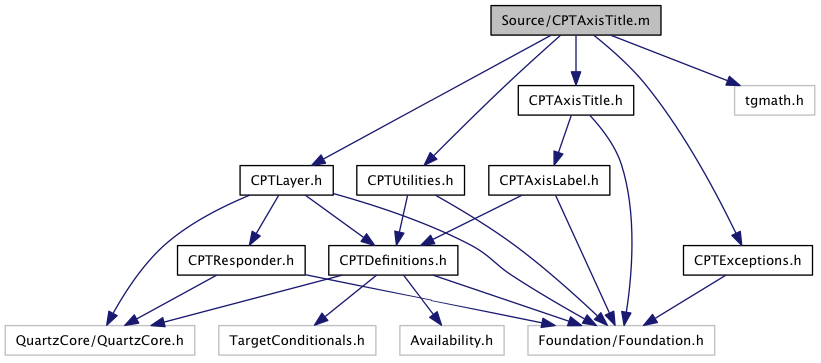 Source/CPTAxisTitle.m
CPTAxisTitle.h
tgmath.h
CPTLayer.h
CPTUtilities.h
CPTAxisLabel.h
CPTResponder.h
CPTDefinitions.h
CPTExceptions.h
QuartzCore/QuartzCore.h
TargetConditionals.h
Availability.h
Foundation/Foundation.h